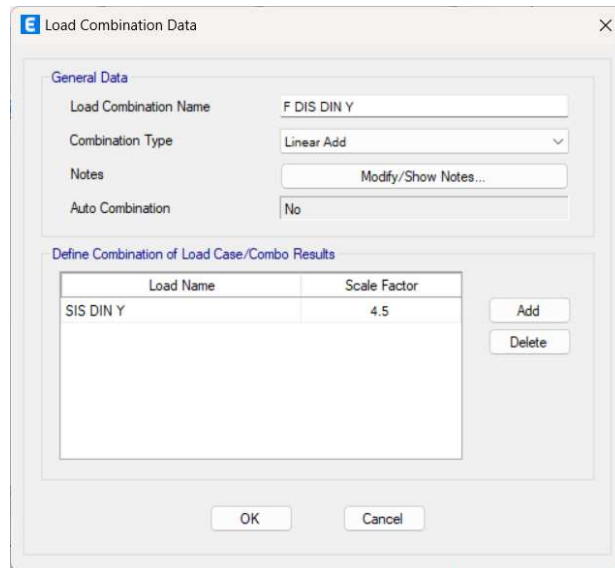 E Load Combination Data
General Data
Load Combination Name F DIS DIN Y
Combination Type Linear Add
Notes Modify/Show Notes...
Auto Combination No
Define Combination of Load Case/Combo Results
Load Name Scale Factor
SIS DIN Y 4.5 Add
Delete
OK Cancel